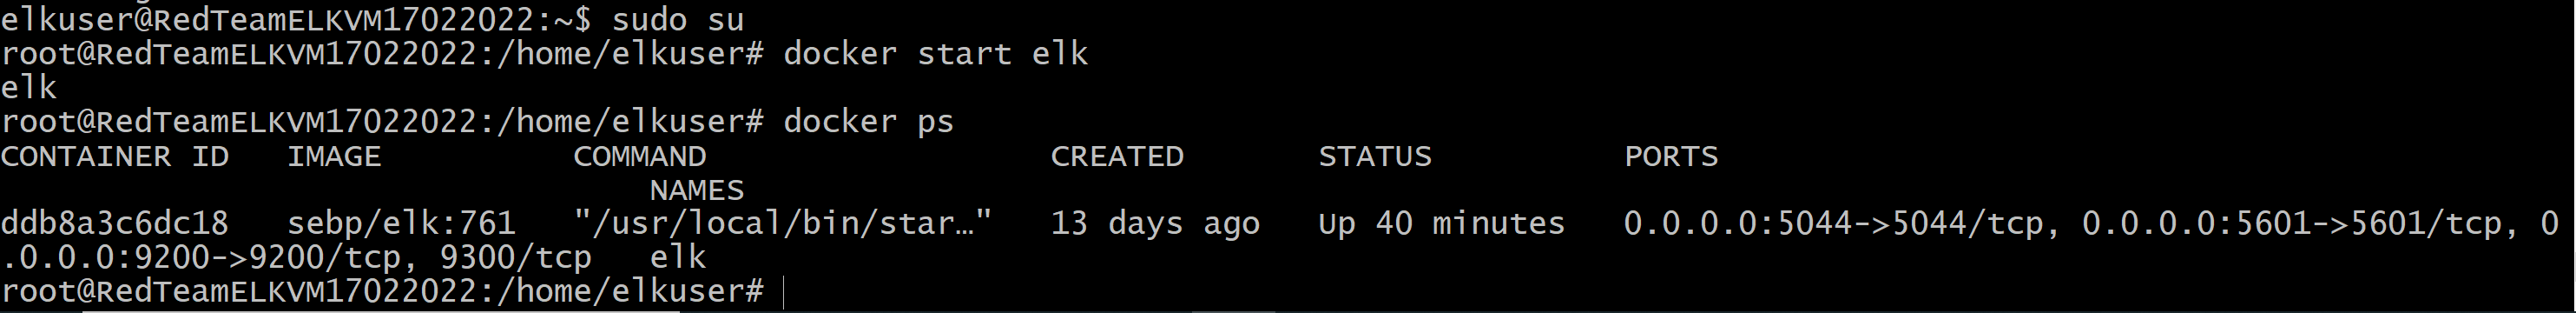 elkuser@RedTeamELKVM17022022:~$ sudo su
root@RedTeamELKVM17022022:/home/elkuser# docker start elk
elk
root@RedTeamELKVM17022022:/home/elkuser# docker ps
CONTAINER ID   IMAGE          COMMAND                  CREATED       STATUS          PORTS
                                  NAMES
ddb8a3c6dc18   sebp/elk:761   "/usr/local/bin/star…"   13 days ago   Up 40 minutes   0.0.0.0:5044->5044/tcp, 0.0.0.0:5601->5601/tcp, 0
.0.0.0:9200->9200/tcp, 9300/tcp   elk
root@RedTeamELKVM17022022:/home/elkuser#